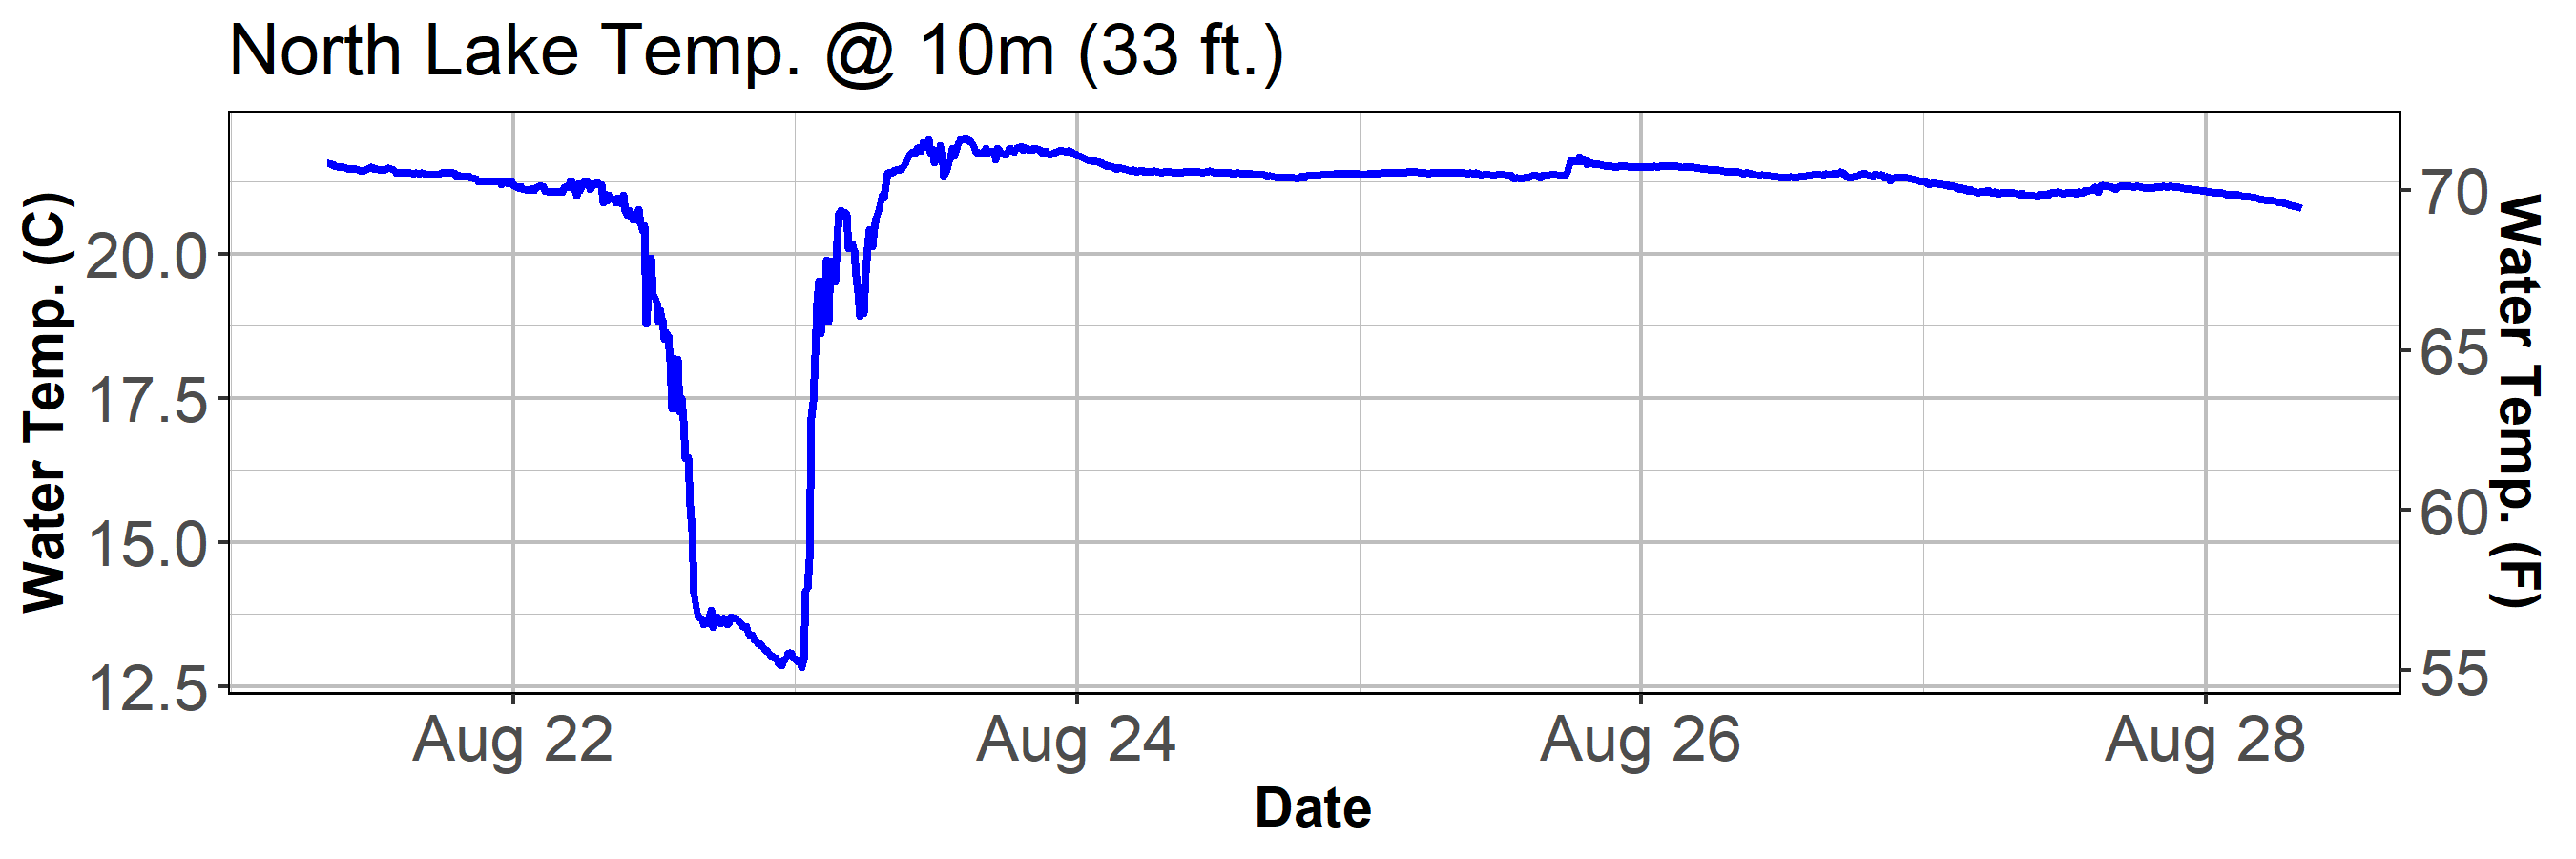 North Lake Temp. @ 10m (33 ft.)
Water Temp. (C)
20.0
17.5
15.0
12.5
70
65
60
55
Water Temp. (F)
Aug 22
Aug 24
Aug 26
Aug 28
Date